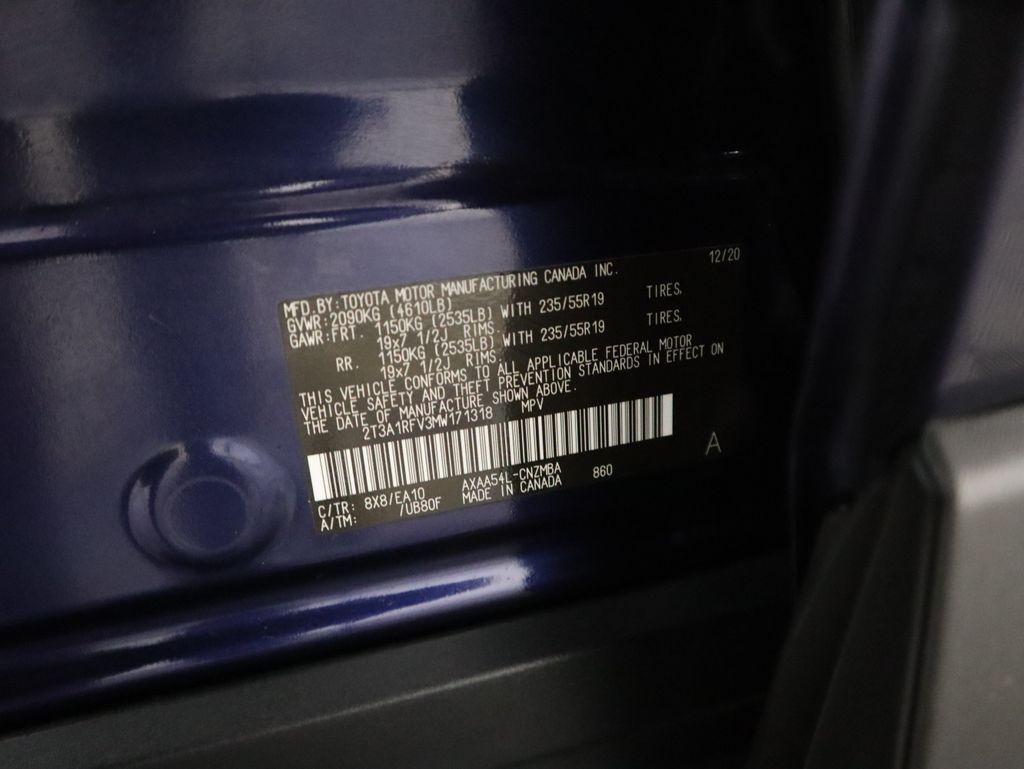 MFD.BY:TOYOTA MOTOR MANUFACTURING CANADA INC. 12/20
GVWR:2090KG (4610LB)
GAWR:FRT. 1150KG (2535LB) WITH 235/55R19 TIRES,
19x7 1/2J RIMS.
RR. 1150KG (2535LB) WITH 235/55R19 TIRES,
19x7 1/2J RIMS.
THIS VEHICLE CONFORMS TO ALL APPLICABLE FEDERAL MOTOR
VEHICLE SAFETY AND THEFT PREVENTION STANDARDS IN EFFECT ON
THE DATE OF MANUFACTURE SHOWN ABOVE.
2T3A1RFV3MW171318 MPV
A
C/TR: 8X8/EA10 AXAA54L-CNZMBA 860
A/TM: /UB80F MADE IN CANADA